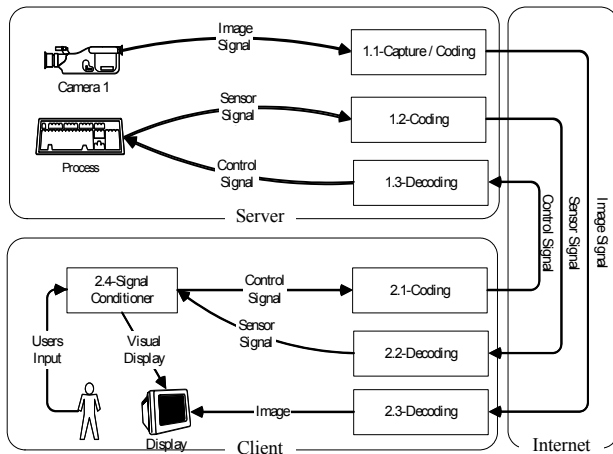 Image
Signal
1.1-Capture / Coding
Camera 1
Sensor
Signal
1.2-Coding
Process
Control
Signal
1.3-Decoding
Server
Control Signal
Sensor Signal
Image Signal
2.4-Signal
Conditioner
Control
Signal
2.1-Coding
Sensor
Signal
Users
Input
Visual
Display
2.2-Decoding
Image
2.3-Decoding
Display
Client
Internet